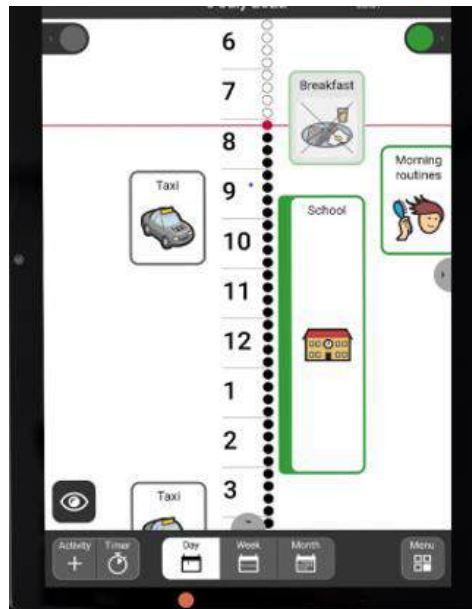 6
7
Breakfast
8
Morning
routines
Taxi
9
School
10
11
12
1
2
3
Taxi
Activity
Timer
Day
Week
Month
Menu